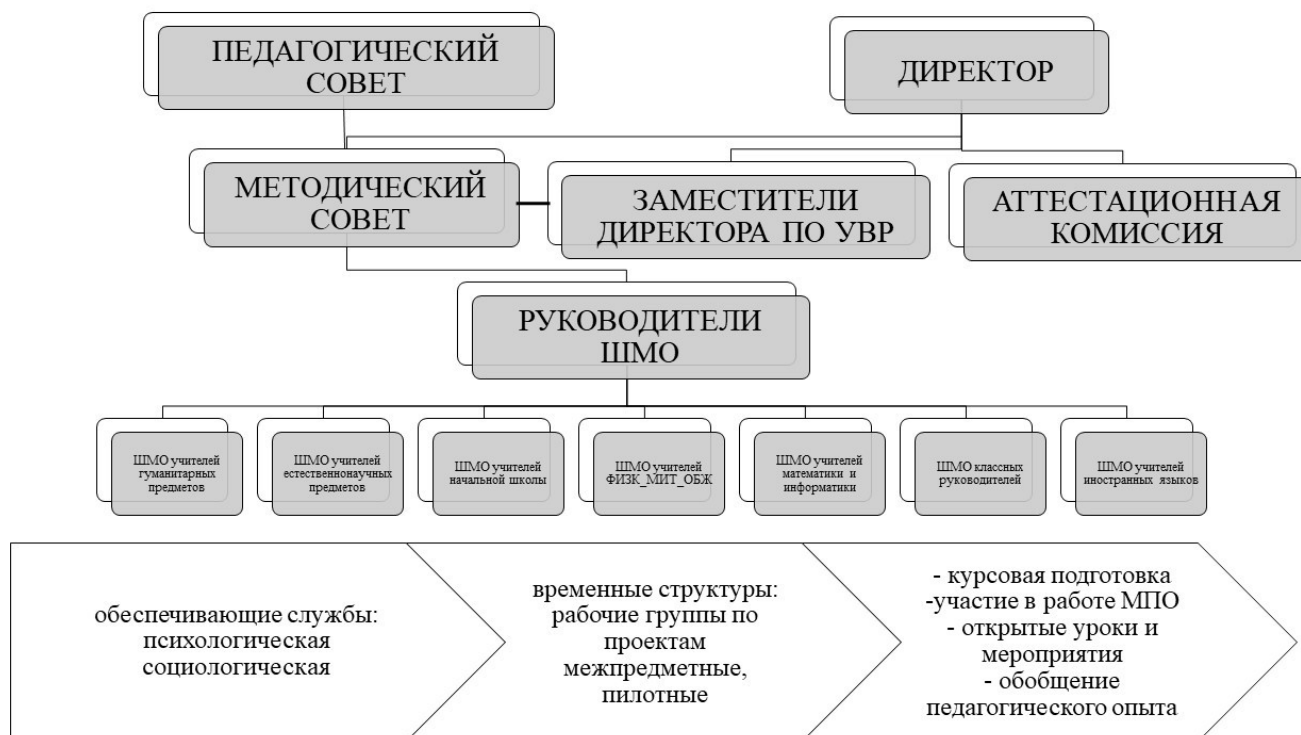 ПЕДАГОГИЧЕСКИЙ
СОВЕТ
ДИРЕКТОР
МЕТОДИЧЕСКИЙ
СОВЕТ
ЗАМЕСТИТЕЛИ
ДИРЕКТОРА ПО УВР
АТТЕСТАЦИОННАЯ
КОМИССИЯ
РУКОВОДИТЕЛИ
ШМО
ШМО учителей
гуманитарных
предметов
ШМО учителей
естественнонаучных
предметов
ШМО учителей
начальной школы
ШМО учителей
ФИЗК_МИТ_ОБЖ
ШМО учителей
математики и
информатики
ШМО классных
руководителей
ШМО учителей
иностранных языков
обеспечивающие службы:
психологическая
социологическая
временные структуры:
рабочие группы по
проектам
межпредметные,
пилотные
- курсовая подготовка
-участие в работе МПО
- открытые уроки и
мероприятия
- обобщение
педагогического опыта